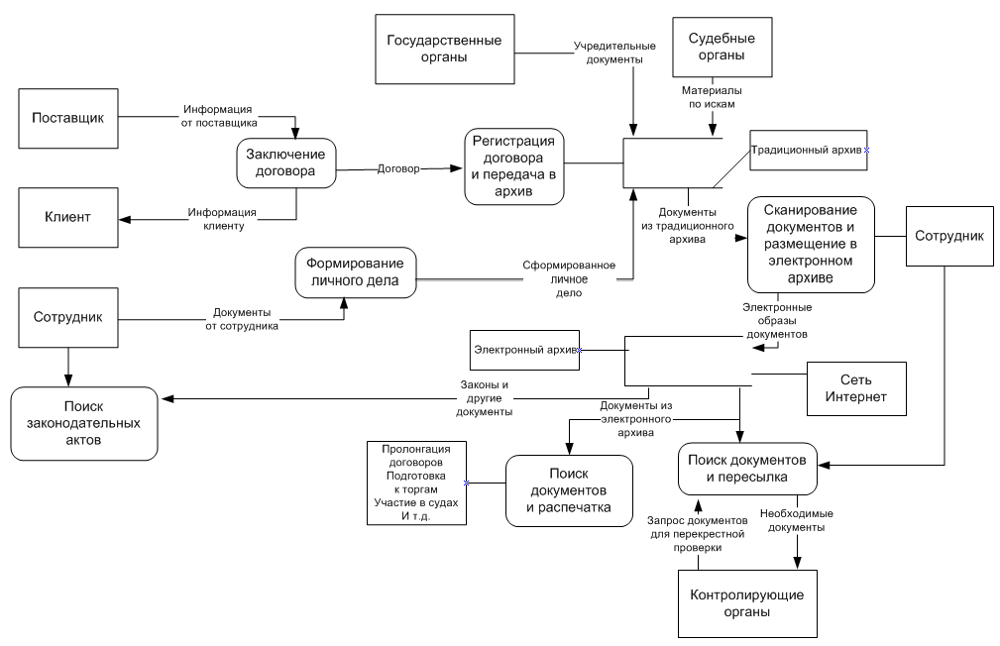 Государственные
органы
Учредительные
документы
Судебные
органы
Материалы
по искам
Поставщик
Информация
от поставщика
Заключение
договора
Договор
Регистрация
договора
и передача в
архив
Традиционный архив
Клиент
Информация
клиенту
Документы
из традиционного
архива
Сканирование
документов и
размещение в
электронном
архиве
Сотрудник
Формирование
личного дела
Сформированное
личное
дело
Сотрудник
Документы
от сотрудника
Электронные
образы
документов
Электронный архив
Сеть
Интернет
Поиск
законодательных
актов
Законы и
другие
документы
Документы из
электронного
архива
Пролонгация
договоров
Подготовка
к торгам
Участие в судах
И т.д.
Поиск
документов
и распечатка
Поиск документов
и пересылка
Запрос документов
для перекрестной
проверки
Необходимые
документы
Контролирующие
органы